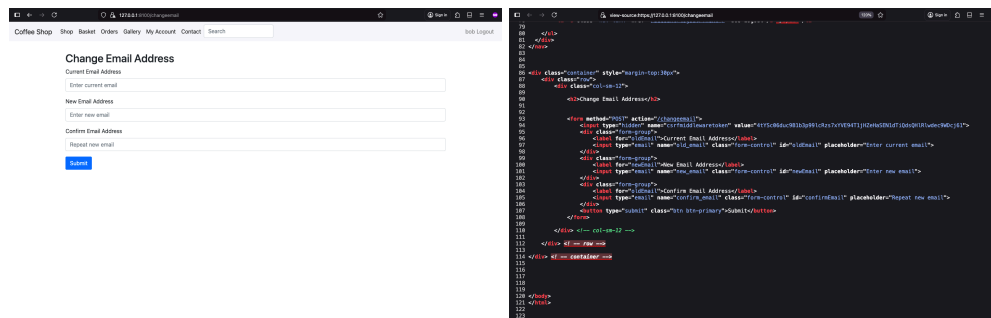 127.0.0.1:8100/changeemail
Sign in
Coffee Shop Shop Basket Orders Gallery My Account Contact Search bob Logout
Change Email Address
Current Email Address
Enter current email
New Email Address
Enter new email
Confirm Email Address
Repeat new email
Submit
view-source:https://127.0.0.1:8100/changeemail
Sign in
79
80 </ul>
81 </div>
82 </nav>
83
84
85
86 <div class="container" style="margin-top:30px">
87 <div class="row">
88 <div class="col-sm-12">
89
90 <h2>Change Email Address</h2>
91
92
93 <form method="POST" action="/changeemail">
94 <input type="hidden" name="csrfmiddlewaretoken"
95 <div class="form-group">
96 <label for="oldEmail">Current Email Address</label>
97 <input type="email" name="old_email" class="form-control" id="oldEmail" placeholder="Enter current email">
98 </div>
99 <div class="form-group">
100 <label for="newEmail">New Email Address</label>
101 <input type="email" name="new_email" class="form-control" id="newEmail" placeholder="Enter new email">
102 </div>
103 <div class="form-group">
104 <label for="oldEmail">Confirm Email Address</label>
105 <input type="email" name="confirm_email" class="form-control" id="confirmEmail" placeholder="Repeat new email">
106 </div>
107 <button type="submit" class="btn btn-primary">Submit</button>
108 </form>
109
110 </div> <!-- col-sm-12 -->
111
112 </div> <! -- row -->
113
114 </div> <! -- container -->
115
116
117
118
119
120 </body>
121 </html>
122
123